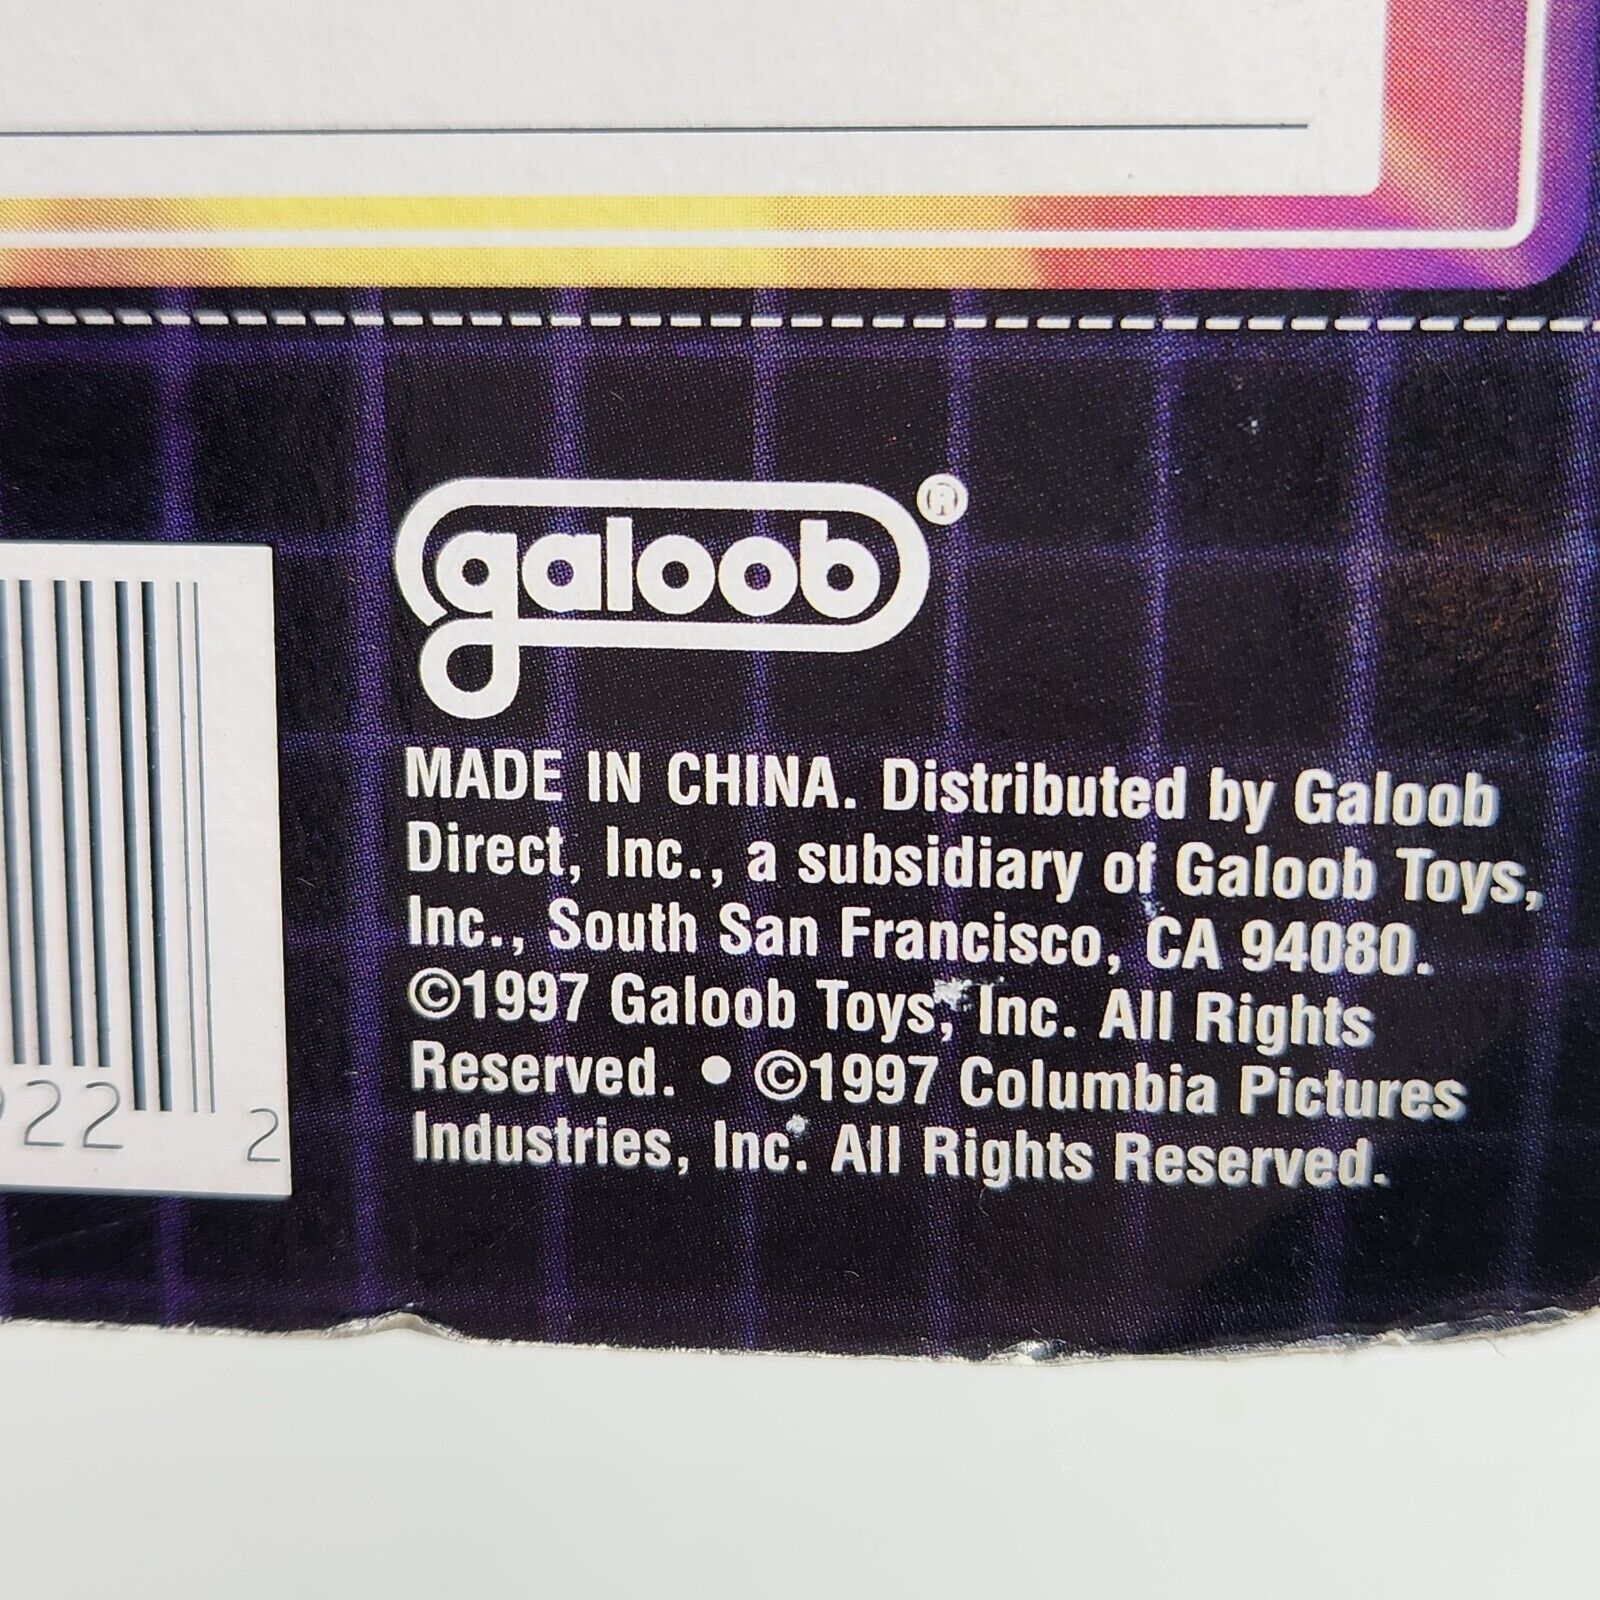 galoob®
MADE IN CHINA. Distributed by Galoob
Direct, Inc., a subsidiary of Galoob Toys,
Inc., South San Francisco, CA 94080.
©1997 Galoob Toys, Inc. All Rights
Reserved. • ©1997 Columbia Pictures
Industries, Inc. All Rights Reserved.
22 2